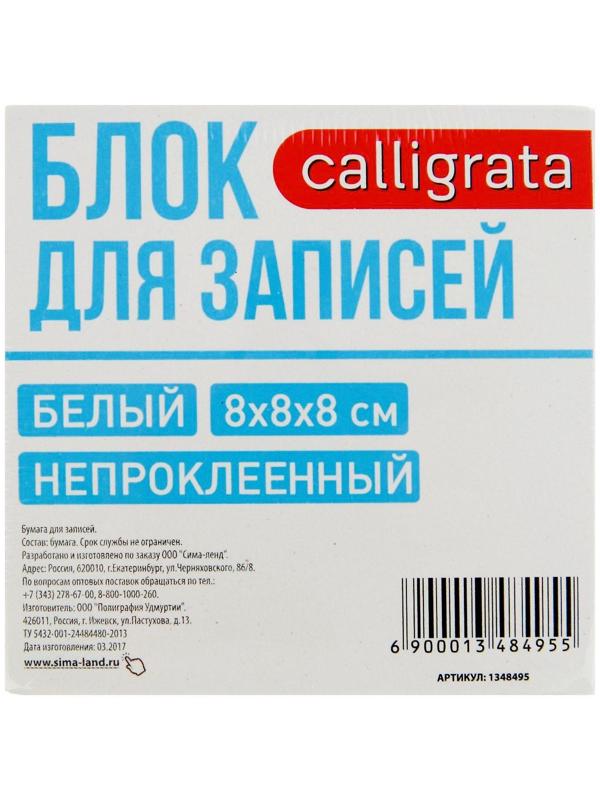 БЛОК
calligrata
ДЛЯ ЗАПИСЕЙ
БЕЛЫЙ 8х8х8 см
НЕПРОКЛЕЕННЫЙ
Бумага для записей.
Состав: бумага. Срок службы не ограничен.
Разработано и изготовлено по заказу ООО "Сима-ленд".
Адрес: Россия, 620010, г.Екатеринбург, ул.Черняховского, 86/8.
По вопросам оптовых поставок обращаться по тел.:
+7 (343) 278-67-00, 8-800-1000-260.
Изготовитель: ООО "Полиграфия Удмуртии".
426011, Россия, г. Ижевск, ул.Пастухова, д.13.
ТУ 5432-001-24484480-2013
Дата изготовления: 03.2017
www.sima-land.ru
6 900013 484955
АРТИКУЛ: 1348495